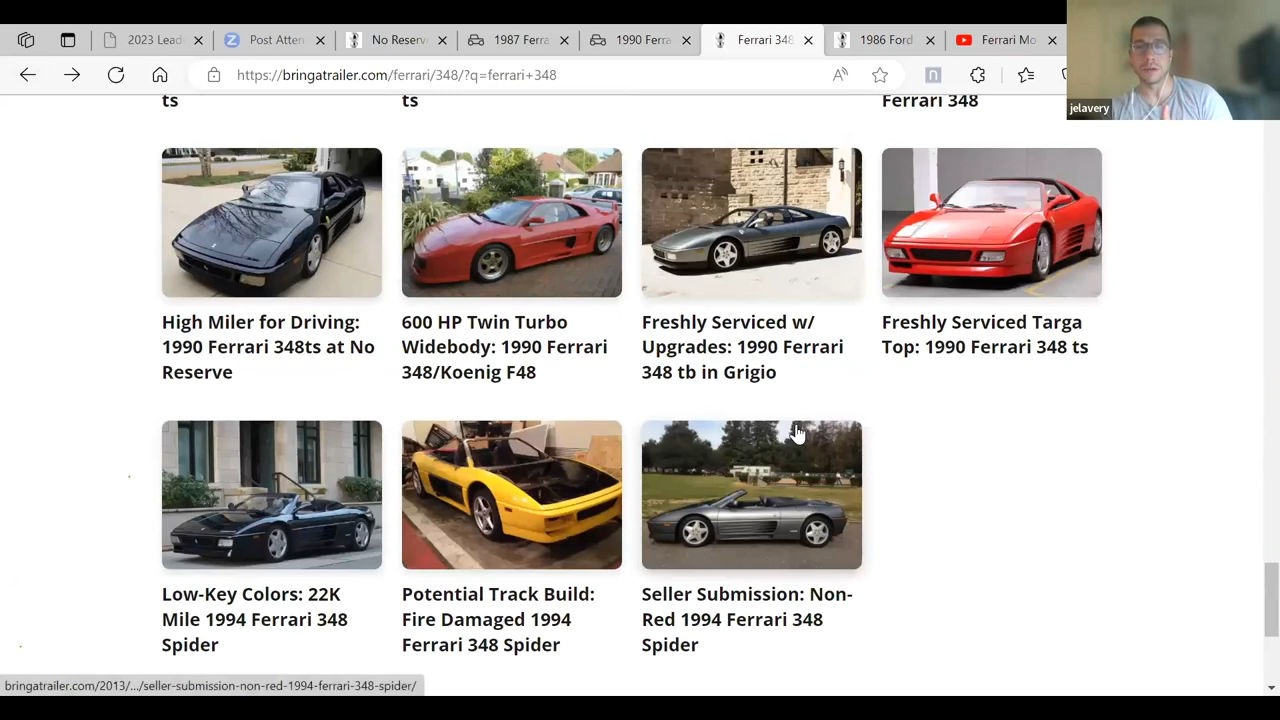 2023 Lead
Post Atten
No Reserv
1987 Ferra
1990 Ferra
Ferrari 348
1986 Ford
Ferrari Mo
https://bringatrailer.com/ferrari/348/?q=ferrari+348
jelavery
ts
ts
Ferrari 348
High Miler for Driving:
1990 Ferrari 348ts at No
Reserve
600 HP Twin Turbo
Widebody: 1990 Ferrari
348/Koenig F48
Freshly Serviced w/
Upgrades: 1990 Ferrari
348 tb in Grigio
Freshly Serviced Targa
Top: 1990 Ferrari 348 ts
Low-Key Colors: 22K
Mile 1994 Ferrari 348
Spider
Potential Track Build:
Fire Damaged 1994
Ferrari 348 Spider
Seller Submission: Non-
Red 1994 Ferrari 348
Spider
bringatrailer.com/2013/.../seller-submission-non-red-1994-ferrari-348-spider/